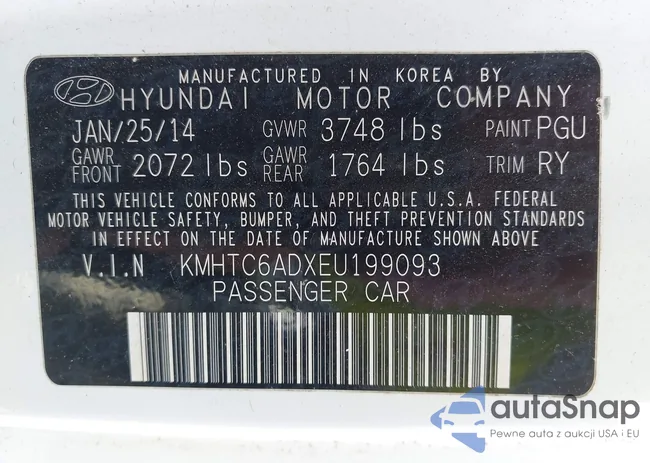 MANUFACTURED IN KOREA BY
HYUNDAI MOTOR COMPANY
JAN/25/14 GVWR 3748 lbs PAINT PGU
GAWR FRONT 2072 lbs GAWR REAR 1764 lbs TRIM RY
THIS VEHICLE CONFORMS TO ALL APPLICABLE U.S.A. FEDERAL
MOTOR VEHICLE SAFETY, BUMPER, AND THEFT PREVENTION STANDARDS
IN EFFECT ON THE DATE OF MANUFACTURE SHOWN ABOVE
V.I.N KMHTC6ADXEU199093
PASSENGER CAR
autaSnap
Pewne auta z aukcji USA i EU